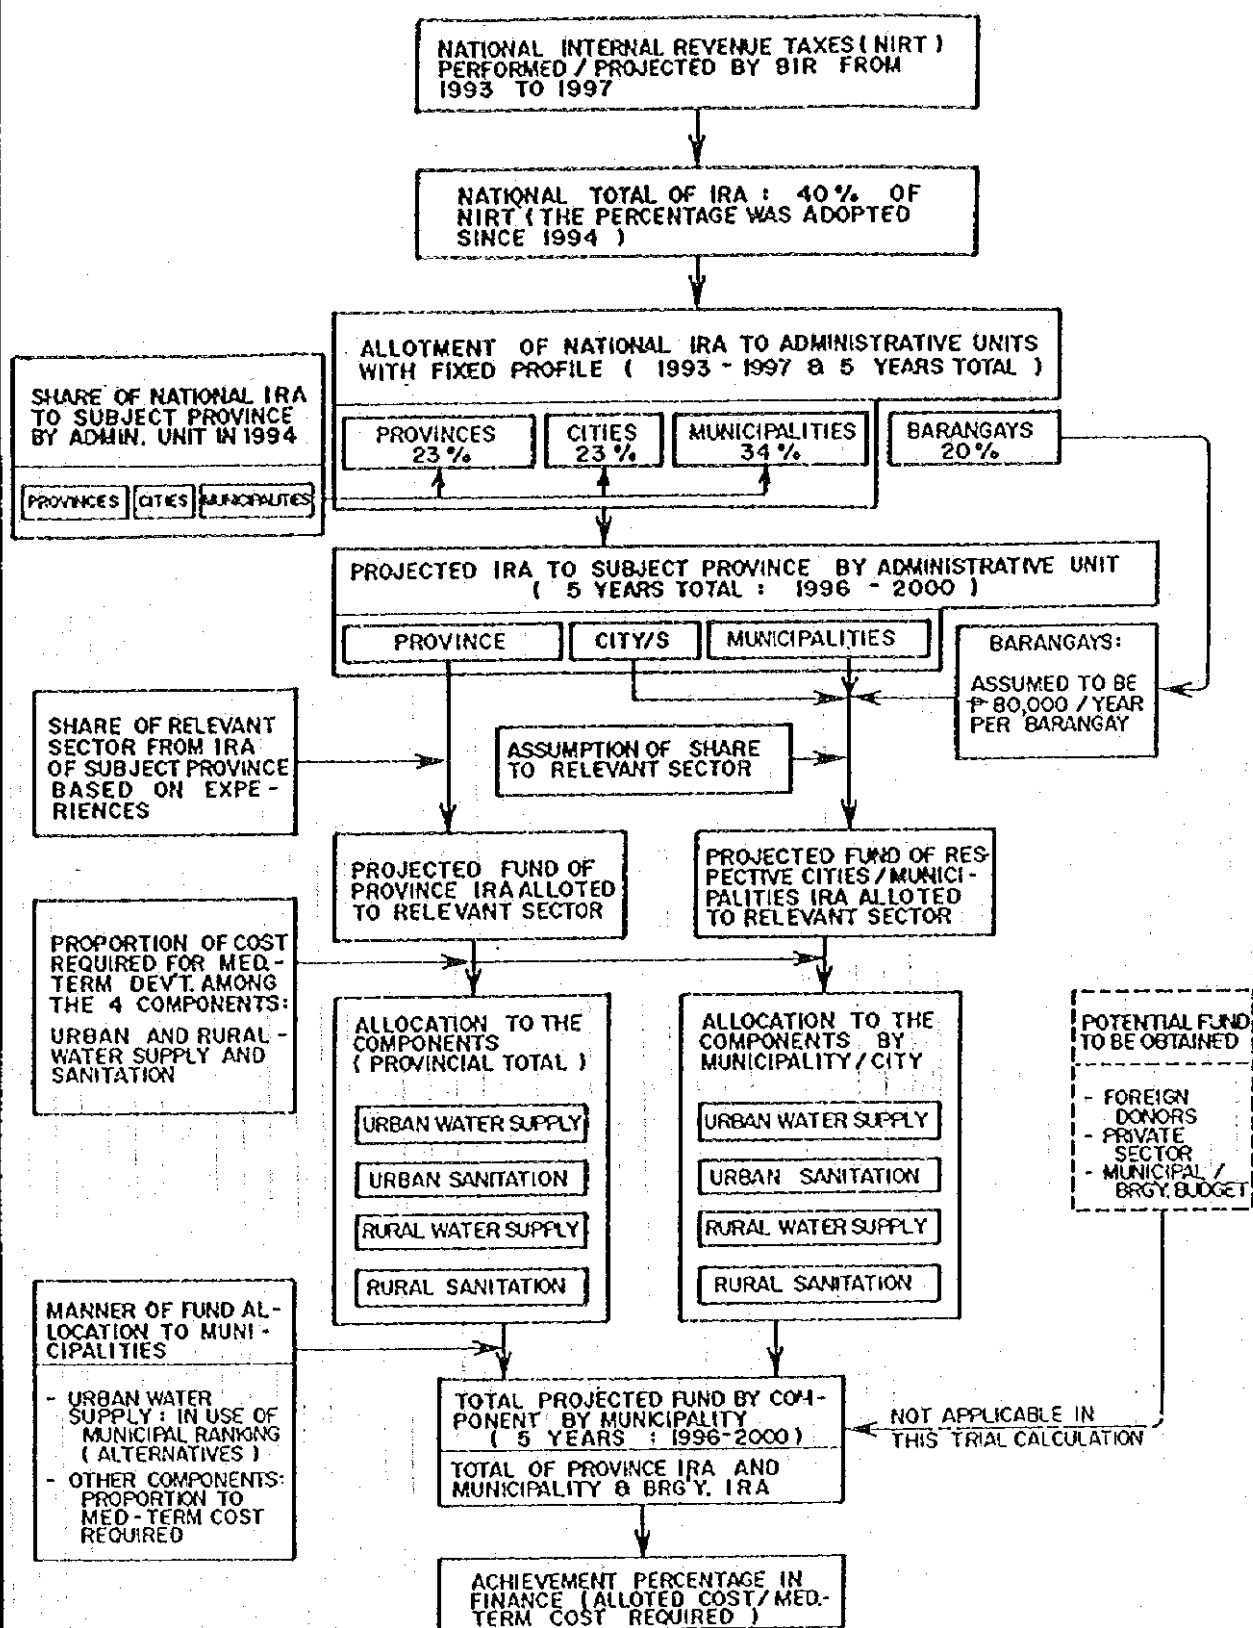 NATIONAL INTERNAL REVENUE TAXES (NIRT)
PERFORMED / PROJECTED BY BIR FROM
1993 TO 1997
NATIONAL TOTAL OF IRA : 40 % OF
NIRT (THE PERCENTAGE WAS ADOPTED
SINCE 1994 )
ALLOTMENT OF NATIONAL IRA TO ADMINISTRATIVE UNITS
WITH FIXED PROFILE ( 1993 - 1997 & 5 YEARS TOTAL )
PROVINCES
23 %
CITIES
23 %
MUNICIPALITIES
34 %
BARANGAYS
20 %
SHARE OF NATIONAL IRA
TO SUBJECT PROVINCE
BY ADMIN. UNIT IN 1994
PROVINCES
CITIES
MUNICIPALITES
PROJECTED IRA TO SUBJECT PROVINCE BY ADMINISTRATIVE UNIT
( 5 YEARS TOTAL : 1996 - 2000 )
PROVINCE
CITY/S
MUNICIPALITIES
BARANGAYS:
ASSUMED TO BE
₱ 80,000 / YEAR
PER BARANGAY
SHARE OF RELEVANT
SECTOR FROM IRA
OF SUBJECT PROVINCE
BASED ON EXPE -
RIENCES
ASSUMPTION OF SHARE
TO RELEVANT SECTOR
PROJECTED FUND OF
PROVINCE IRA ALLOTED
TO RELEVANT SECTOR
PROJECTED FUND OF RES-
PECTIVE CITIES / MUNICI-
PALITIES IRA ALLOTED
TO RELEVANT SECTOR
PROPORTION OF COST
REQUIRED FOR MED.-
TERM DEV'T. AMONG
THE 4 COMPONENTS:
URBAN AND RURAL -
WATER SUPPLY AND
SANITATION
ALLOCATION TO THE
COMPONENTS
( PROVINCIAL TOTAL )
URBAN WATER SUPPLY
URBAN SANITATION
RURAL WATER SUPPLY
RURAL SANITATION
ALLOCATION TO THE
COMPONENTS BY
MUNICIPALITY / CITY
URBAN WATER SUPPLY
URBAN SANITATION
RURAL WATER SUPPLY
RURAL SANITATION
POTENTIAL FUND
TO BE OBTAINED
- FOREIGN
DONORS
- PRIVATE
SECTOR
- MUNICIPAL /
BRGY. BUDGET
MANNER OF FUND AL-
LOCATION TO MUNI -
CIPALITIES
- URBAN WATER
SUPPLY : IN USE OF
MUNICIPAL RANKING
( ALTERNATIVES )
- OTHER COMPONENTS:
PROPORTION TO
MED - TERM COST
REQUIRED
TOTAL PROJECTED FUND BY COM-
PONENT BY MUNICIPALITY
( 5 YEARS : 1996-2000 )
TOTAL OF PROVINCE IRA AND
MUNICIPALITY & BRG'Y. IRA
NOT APPLICABLE IN
THIS TRIAL CALCULATION
ACHIEVEMENT PERCENTAGE IN
FINANCE (ALLOTED COST/MED.-
TERM COST REQUIRED )